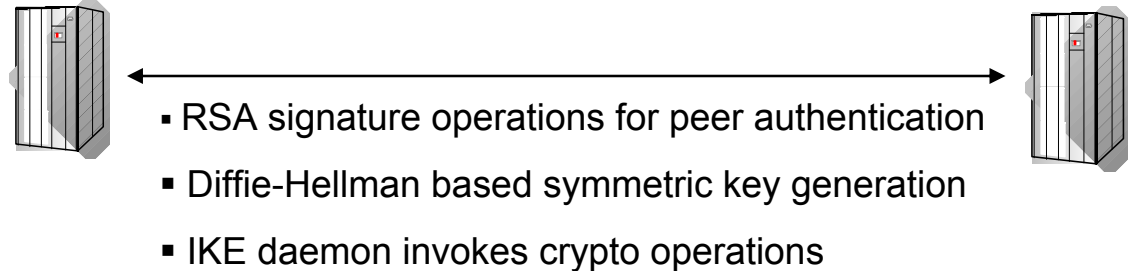 ▪ RSA signature operations for peer authentication
▪ Diffie-Hellman based symmetric key generation
▪ IKE daemon invokes crypto operations